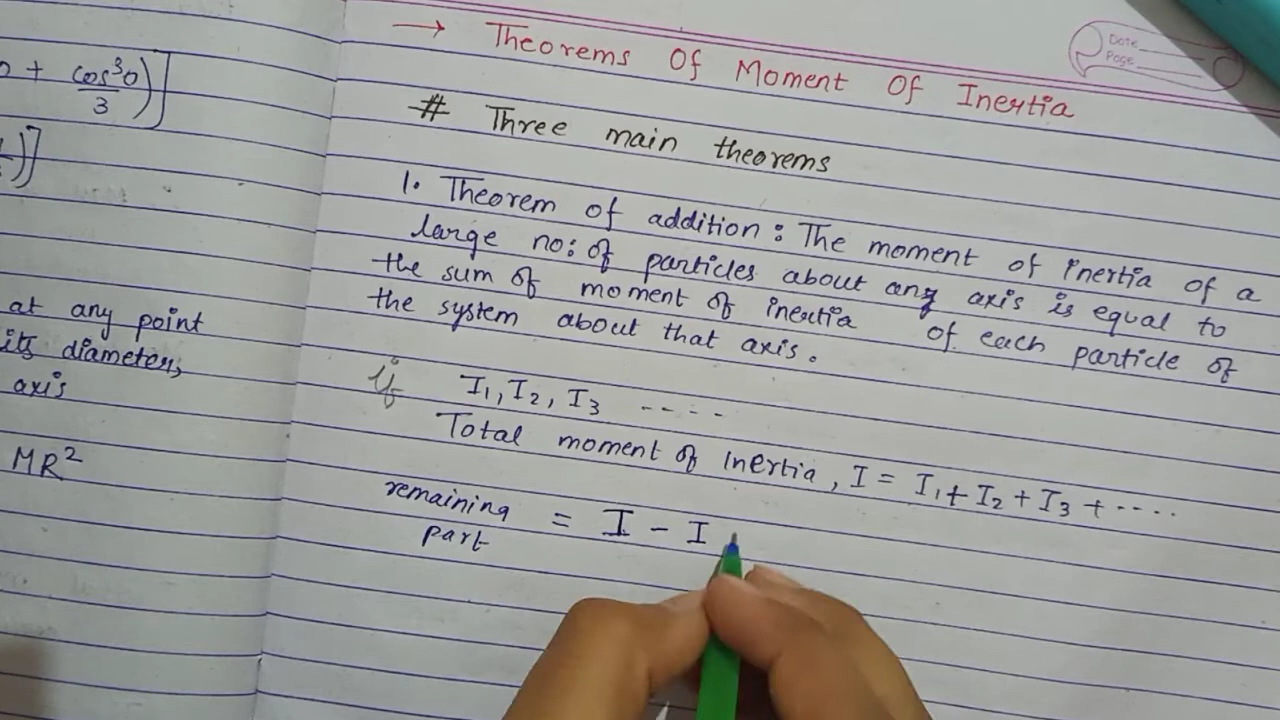 → Theorems Of Moment Of Inertia
Date
Page
# Three main theorems
1. Theorem of addition : The moment of inertia of a
large no: of particles about any axis is equal to
the sum of moment of inertia of each particle of
the system about that axis.
if I₁, I₂, I₃ -----
Total moment of Inertia, I = I₁ + I₂ + I₃ + ----
remaining
part = I - I
+ cos³0
3 )]
)]
at any point
its diameter,
axis
MR²